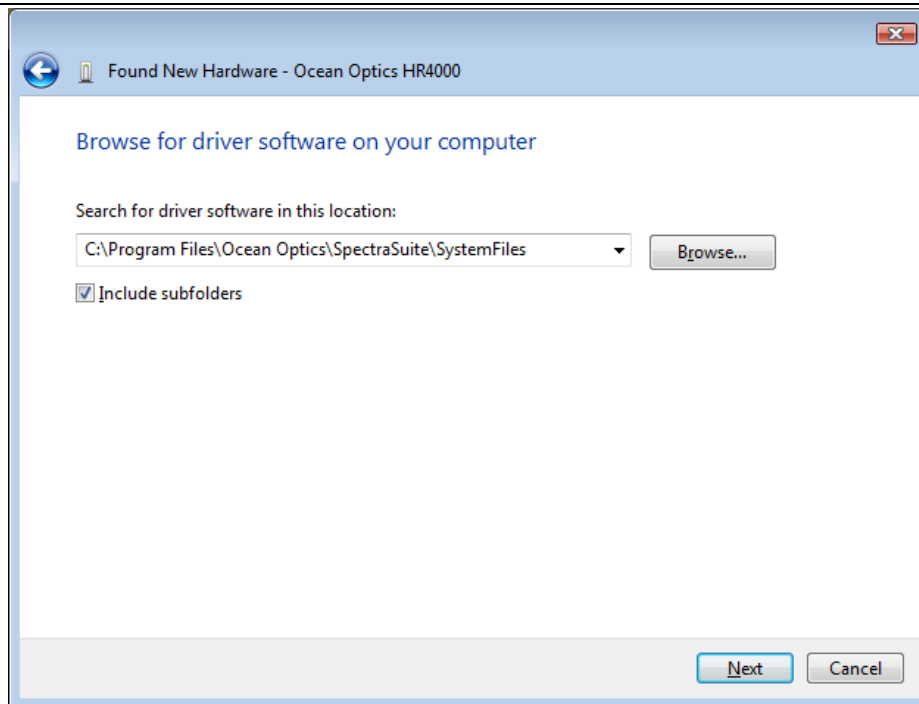 Found New Hardware - Ocean Optics HR4000
Browse for driver software on your computer
Search for driver software in this location:
C:\Program Files\Ocean Optics\SpectraSuite\SystemFiles
Browse...
Include subfolders
Next
Cancel